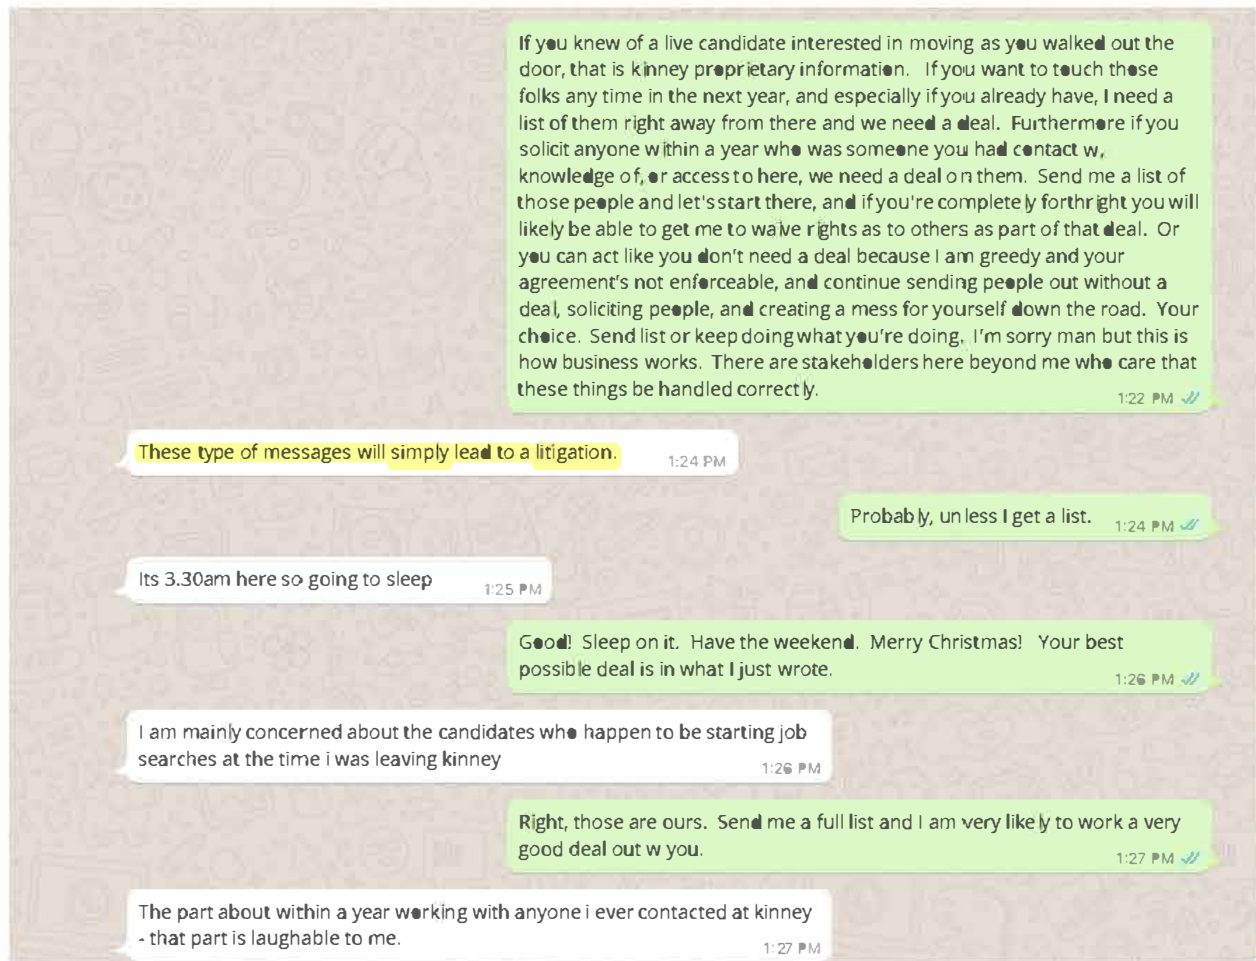 If you knew of a live candidate interested in moving as you walked out the
door, that is kinney proprietary information.   If you want to touch these
folks any time in the next year, and especially if you already have, I need a
list of them right away from there and we need a deal.  Furthermore if you
solicit anyone within a year who was someone you had contact w,
knowledge of, or access to here, we need a deal on them.  Send me a list of
those people and let's start there, and if you're completely forthright you will
likely be able to get me to waive rights as to others as part of that deal.  Or
you can act like you don't need a deal because I am greedy and your
agreement's not enforceable, and continue sending people out without a
deal, soliciting people, and creating a mess for yourself down the road.  Your
choice.  Send list or keep doing what you're doing.  I'm sorry man but this is
how business works.  There are stakeholders here beyond me who care that
these things be handled correctly.
1:22 PM
These type of messages will simply lead to a litigation.
1:24 PM
Probably, unless I get a list.
1:24 PM
Its 3.30am here so going to sleep
1:25 PM
Good!  Sleep on it.  Have the weekend.  Merry Christmas!   Your best
possible deal is in what I just wrote.
1:26 PM
I am mainly concerned about the candidates who happen to be starting job
searches at the time i was leaving kinney
1:26 PM
Right, those are ours.  Send me a full list and I am very likely to work a very
good deal out w you.
1:27 PM
The part about within a year working with anyone i ever contacted at kinney
- that part is laughable to me.
1:27 PM